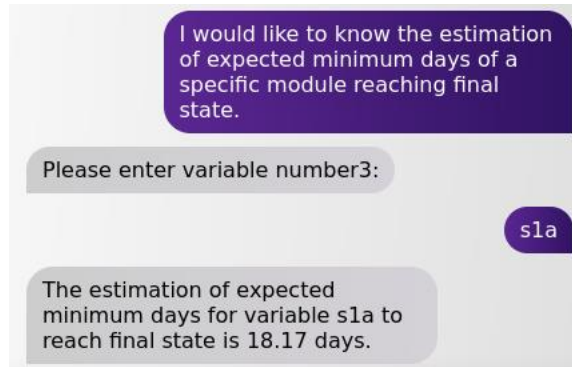 I would like to know the estimation
of expected minimum days of a
specific module reaching final
state.
Please enter variable number3:
s1a
The estimation of expected
minimum days for variable s1a to
reach final state is 18.17 days.